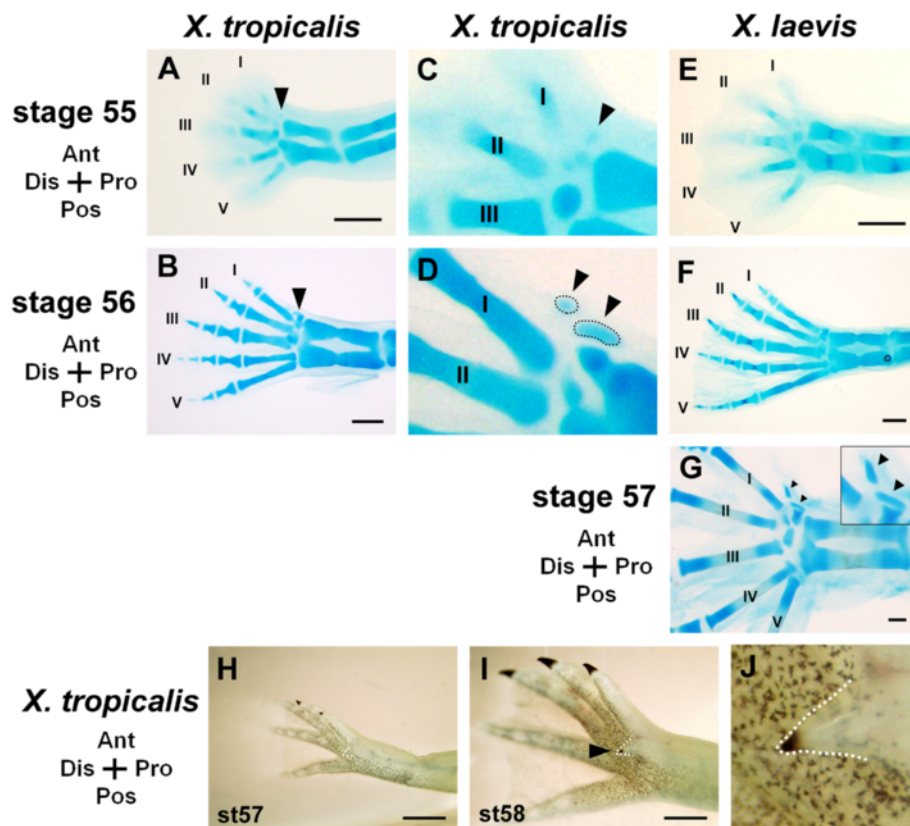 X. tropicalis X. tropicalis X. laevis
stage 55
Ant
Dis Pro
Pos
A
I
II
III
IV
V
C
I
II
III
E
I
II
III
IV
V
stage 56
Ant
Dis Pro
Pos
B
I
II
III
IV
V
D
I
II
F
I
II
III
IV
V
stage 57
Ant
Dis Pro
Pos
G
I
II
III
IV
V
X. tropicalis
Ant
Dis Pro
Pos
H
st57
I
st58
J